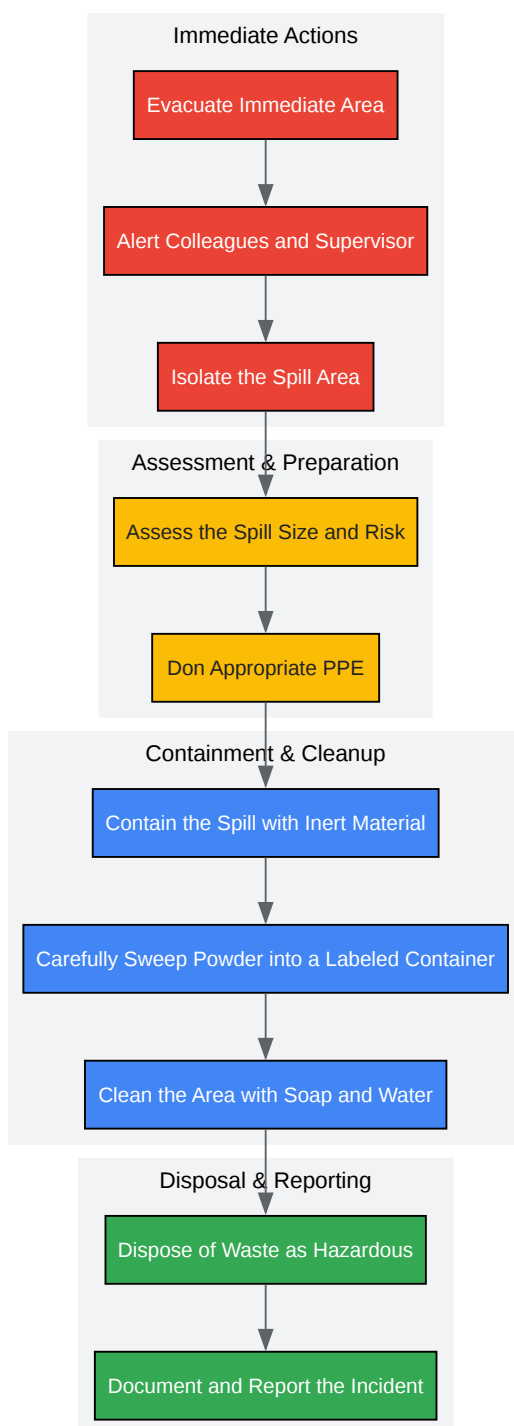 Immediate Actions
Evacuate Immediate Area
Alert Colleagues and Supervisor
Isolate the Spill Area
Assessment & Preparation
Assess the Spill Size and Risk
Don Appropriate PPE
Containment & Cleanup
Contain the Spill with Inert Material
Carefully Sweep Powder into a Labeled Container
Clean the Area with Soap and Water
Disposal & Reporting
Dispose of Waste as Hazardous
Document and Report the Incident